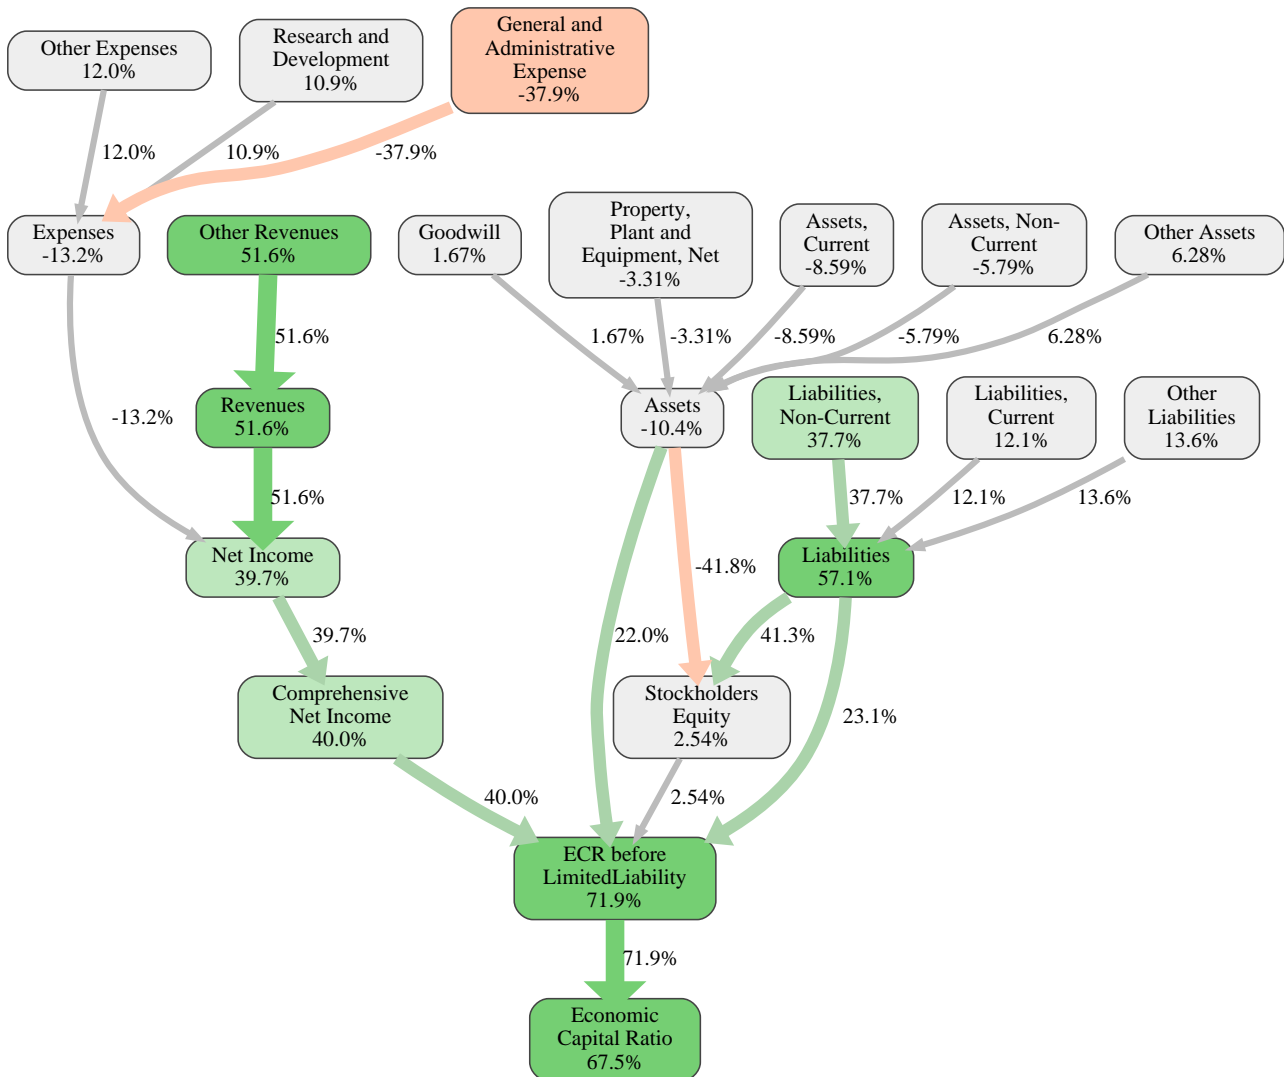 Other Expenses
12.0%
Research and
Development
10.9%
General and
Administrative
Expense
-37.9%
12.0%
10.9%
-37.9%
Expenses
-13.2%
Other Revenues
51.6%
Goodwill
1.67%
Property,
Plant and
Equipment, Net
-3.31%
Assets,
Current
-8.59%
Assets, Non-
Current
-5.79%
Other Assets
6.28%
51.6%
1.67%
-3.31%
-8.59%
-5.79%
6.28%
-13.2%
Revenues
51.6%
Assets
-10.4%
Liabilities,
Non-Current
37.7%
Liabilities,
Current
12.1%
Other
Liabilities
13.6%
51.6%
37.7%
12.1%
13.6%
Net Income
39.7%
-41.8%
Liabilities
57.1%
39.7%
22.0%
41.3%
Comprehensive
Net Income
40.0%
Stockholders
Equity
2.54%
23.1%
40.0%
2.54%
ECR before
LimitedLiability
71.9%
71.9%
Economic
Capital Ratio
67.5%